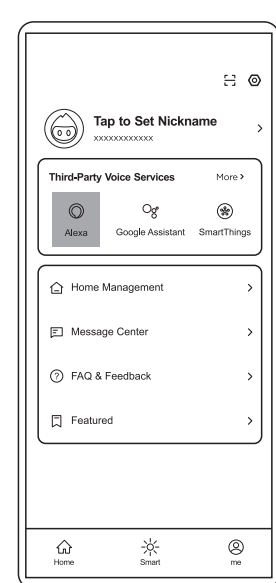 Tap to Set Nickname
xxxxxxxxxxxx
Third-Party Voice Services More
Alexa Google Assistant SmartThings
Home Management
Message Center
FAQ & Feedback
Featured
Home Smart me